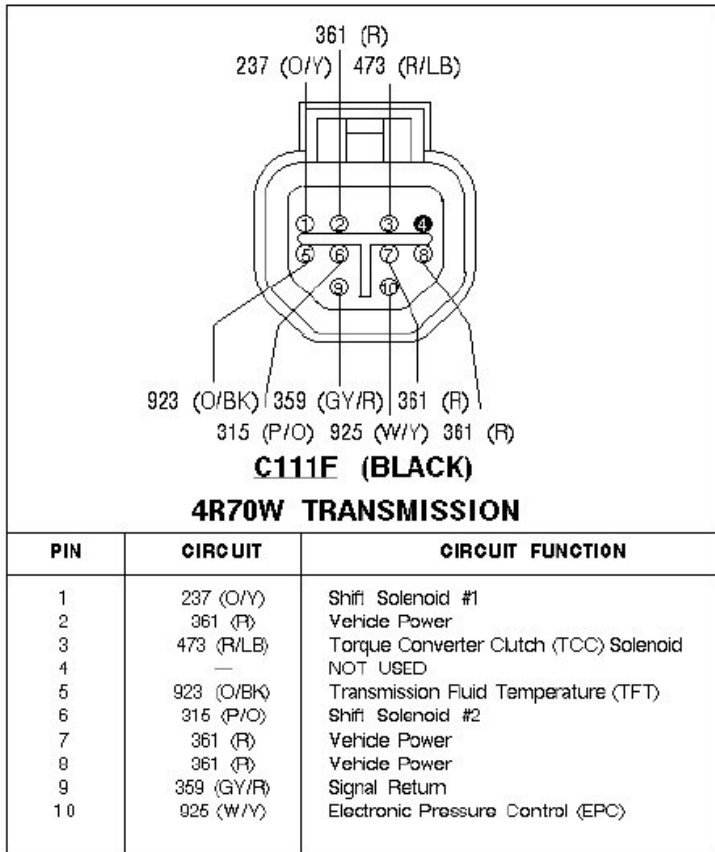 361 (R)
237 (O/Y) 473 (R/LB)
1 2 3 4
5 6 7 8
9 10
923 (O/BK) 359 (GY/R) 361 (R)
315 (P/O) 925 (W/Y) 361 (R)
C111F (BLACK)
4R70W TRANSMISSION
PIN CIRCUIT CIRCUIT FUNCTION
1 237 (O/Y) Shift Solenoid #1
2 361 (R) Vehicle Power
3 473 (R/LB) Torque Converter Clutch (TCC) Solenoid
4 — NOT USED
5 923 (O/BK) Transmission Fluid Temperature (TFT)
6 315 (P/O) Shift Solenoid #2
7 361 (R) Vehicle Power
8 361 (R) Vehicle Power
9 359 (GY/R) Signal Return
10 925 (W/Y) Electronic Pressure Control (EPC)